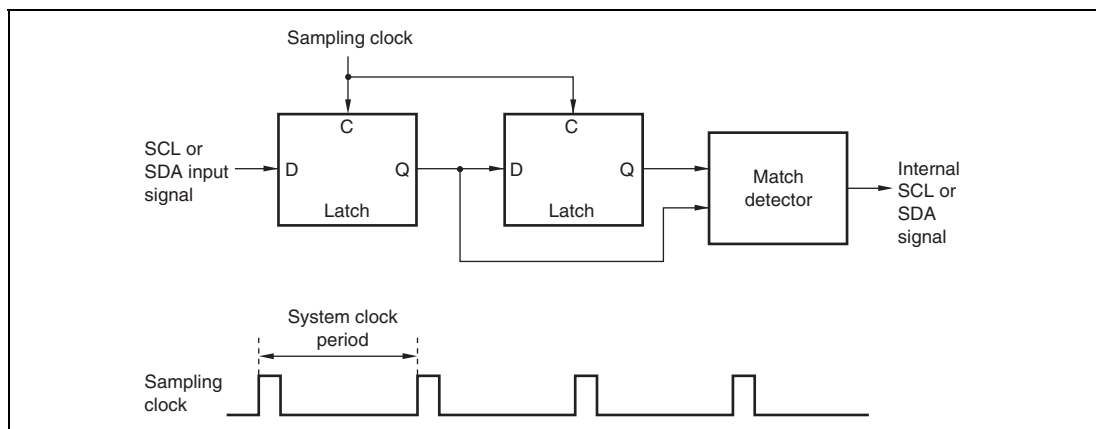 Sampling clock
SCL or
SDA input
signal
D
C
Q
Latch
D
C
Q
Latch
Match
detector
Internal
SCL or
SDA
signal
System clock
period
Sampling
clock